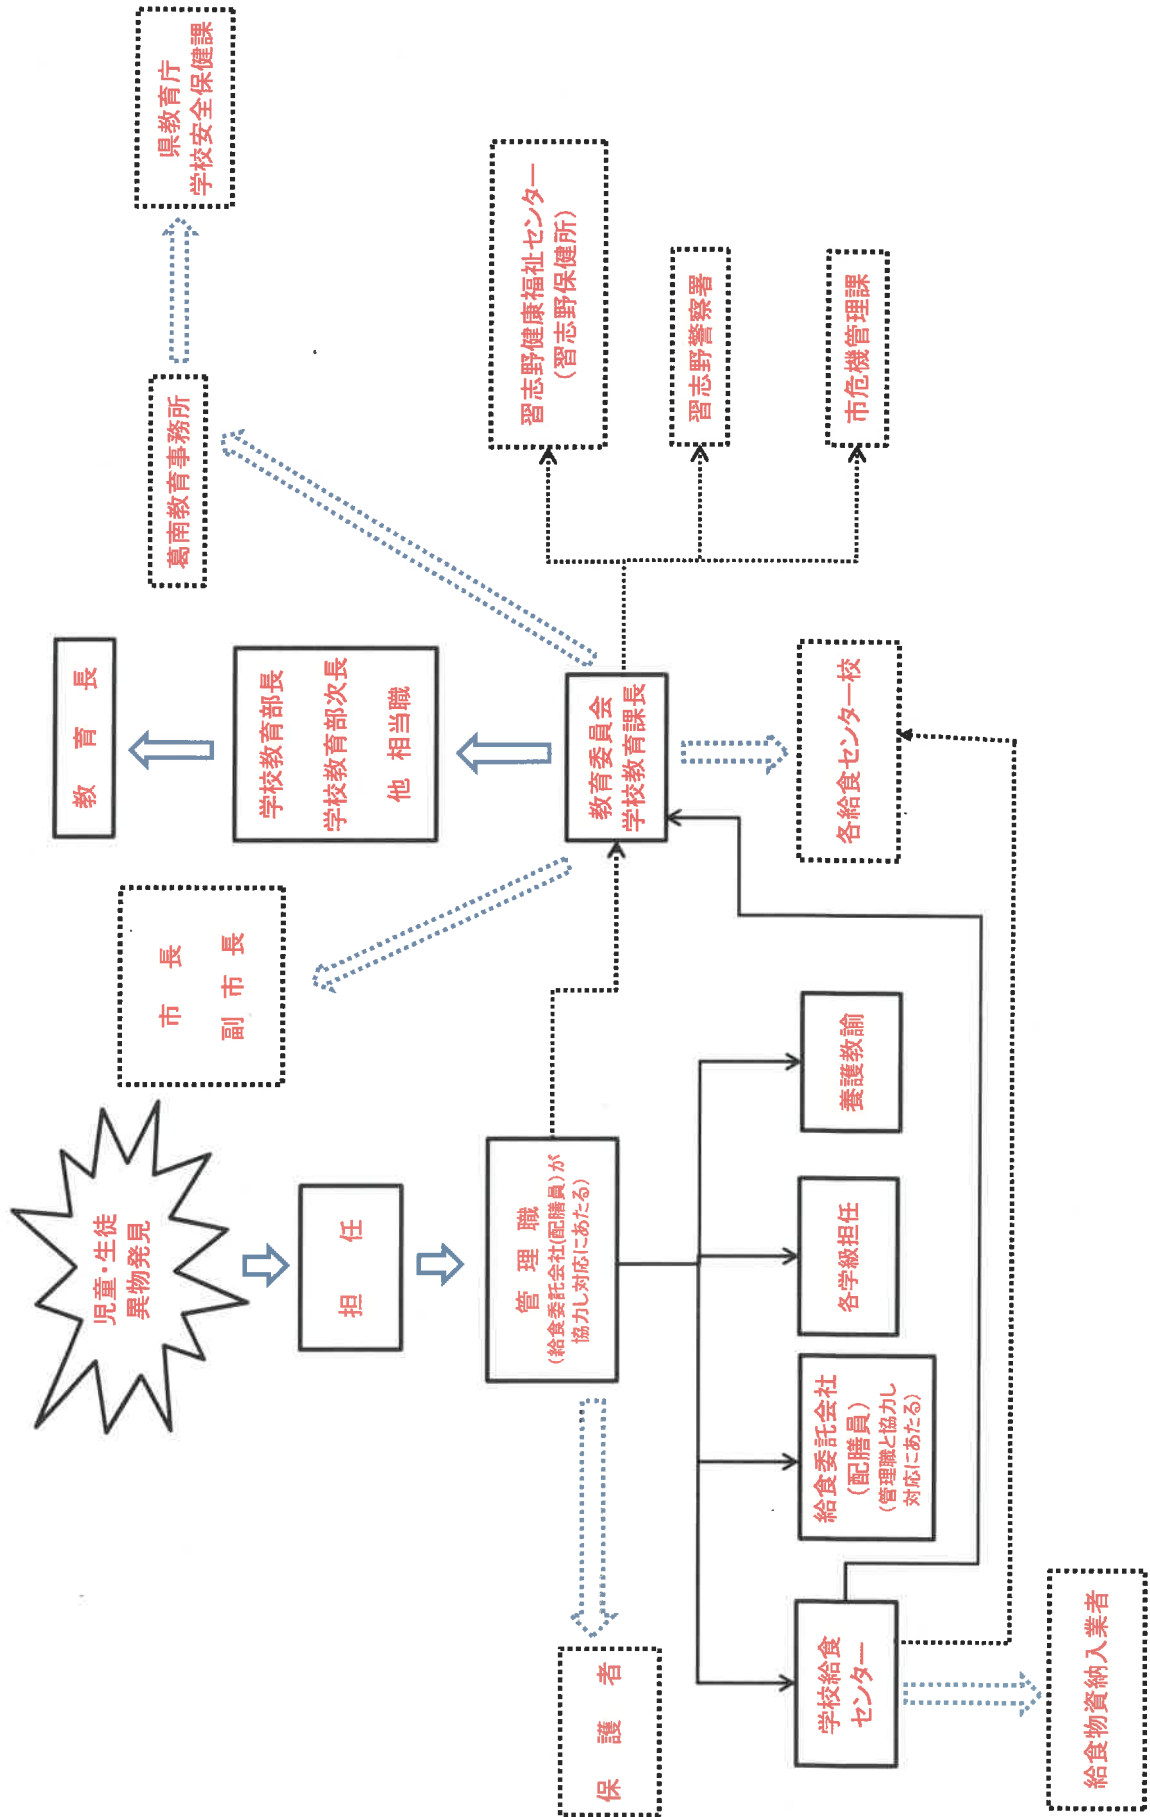 児童・生徒
異物発見
担　任
管 理 職
(給食委託会社(配膳員)が
協力し対応にあたる)
保　護　者
学校給食
センター
給食委託会社
(配膳員)
(管理職と協力し
対応にあたる)
各学級担任
養護教諭
給食物資納入業者
市　長
副 市 長
教 育 長
学校教育部長
学校教育部次長
他 相当職
教育委員会
学校教育課長
各給食センター校
葛南教育事務所
県教育庁
学校安全保健課
習志野健康福祉センター
(習志野保健所)
習志野警察署
市危機管理課